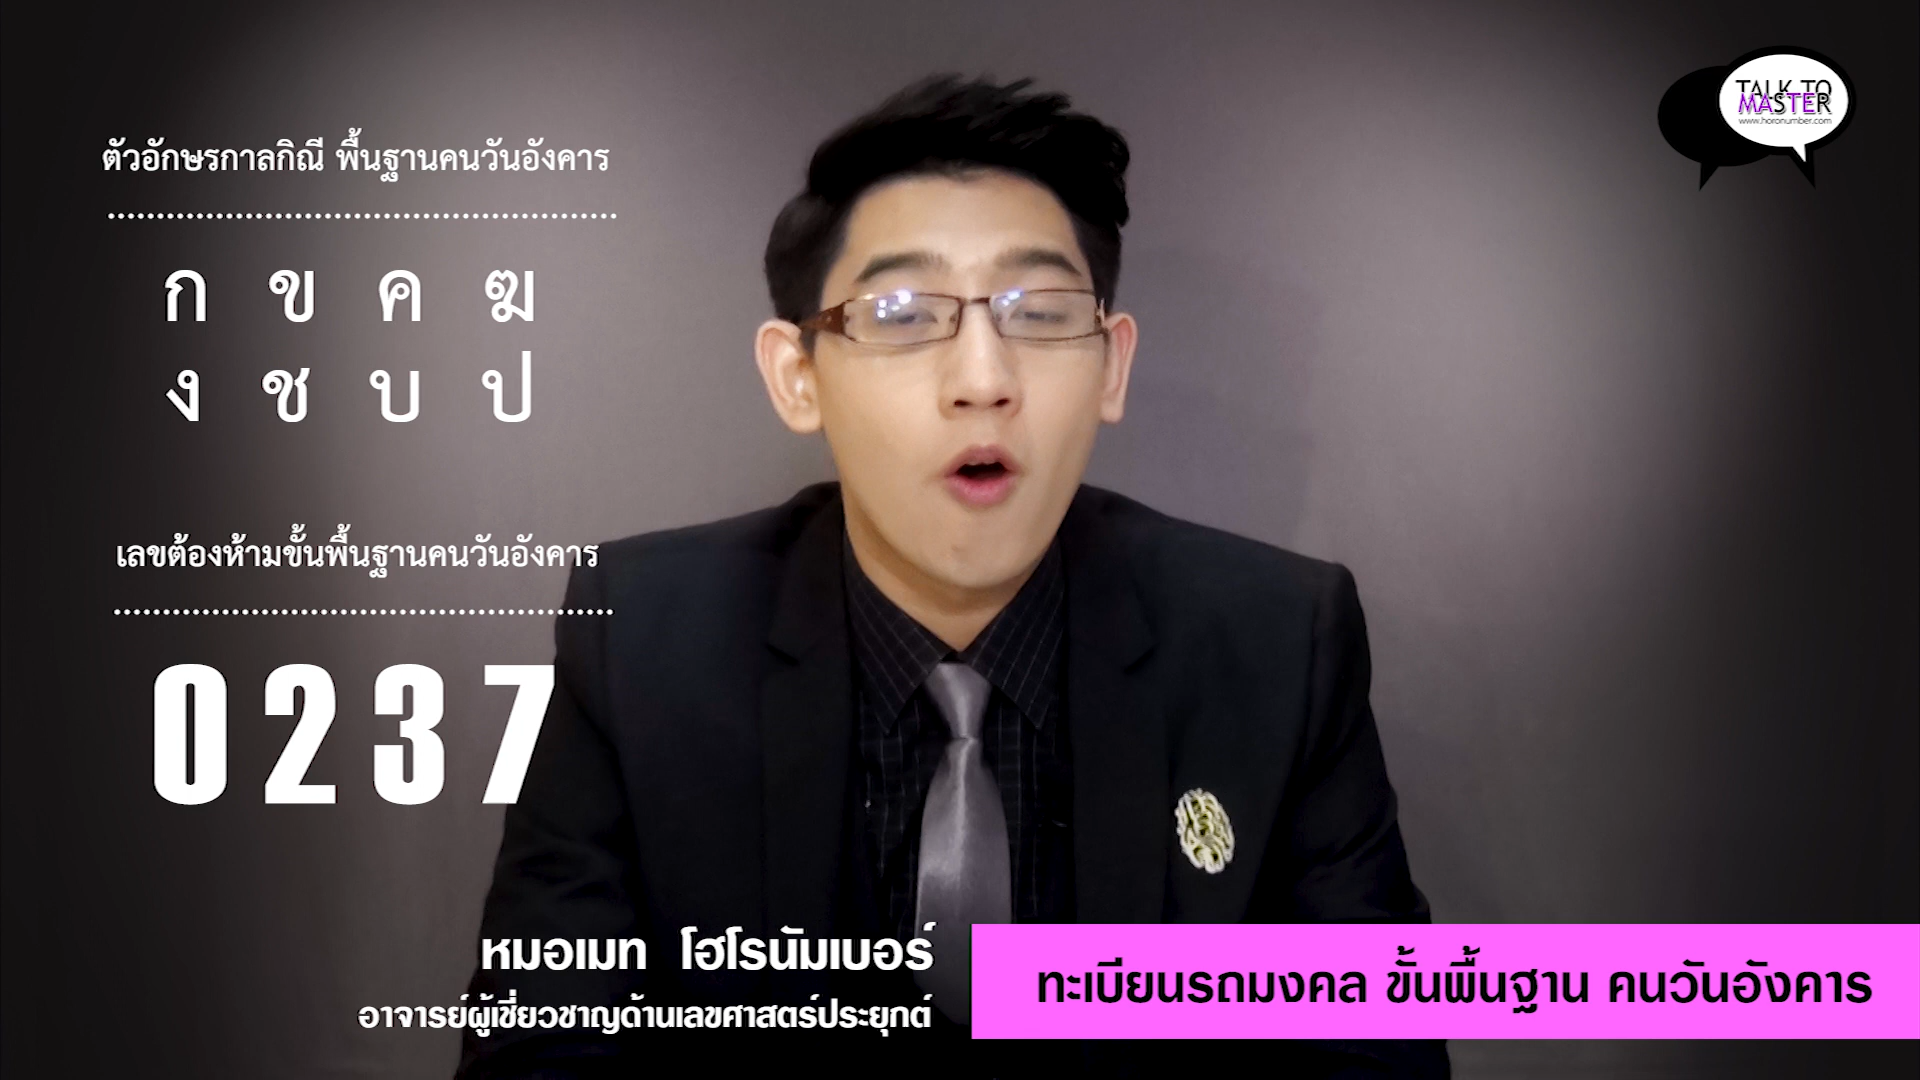 TALK TO
MASTER
www.horonumber.com
ตัวอักษรกาลกิณี พื้นฐานคนวันอังคาร
ก ข ค ฆ
ง ช บ ป
เลขต้องห้ามขั้นพื้นฐานคนวันอังคาร
0 2 3 7
หมอเมท โฮโรนัมเบอร์
อาจารย์ผู้เชี่ยวชาญด้านเลขศาสตร์ประยุกต์
ทะเบียนรถมงคล ขั้นพื้นฐาน คนวันอังคาร